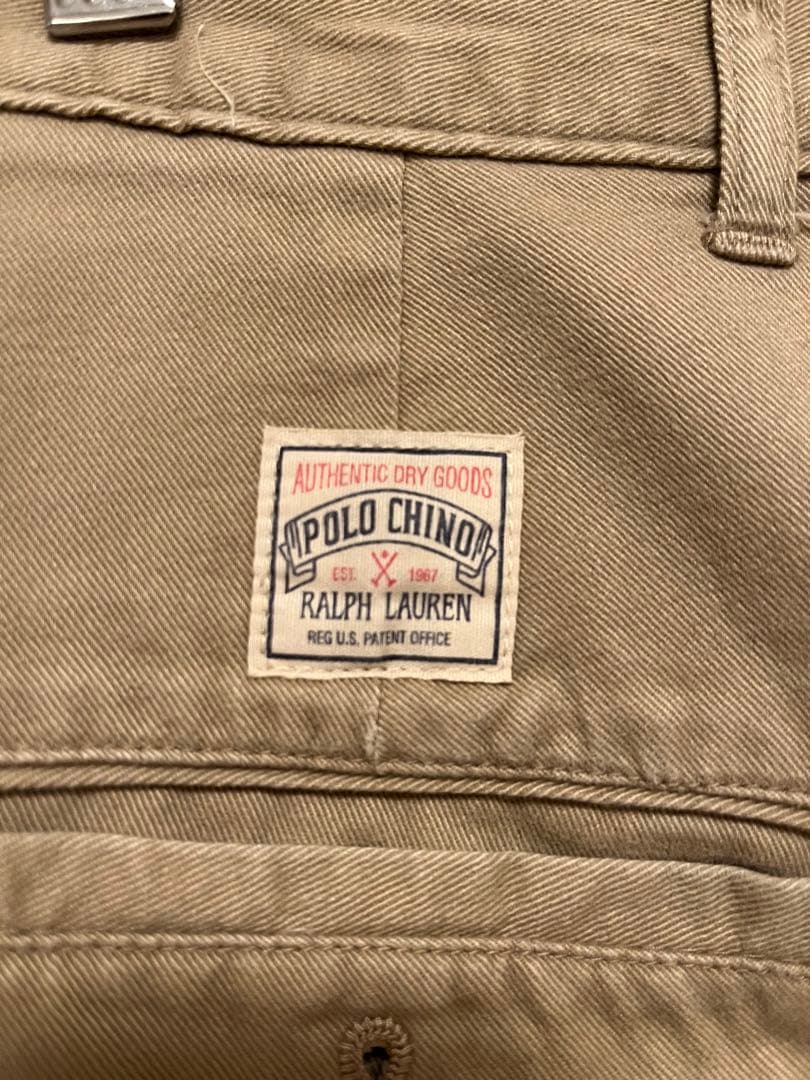 AUTHENTIC DRY GOODS
POLO CHINO
EST. 1967
RALPH LAUREN
REG U.S. PATENT OFFICE